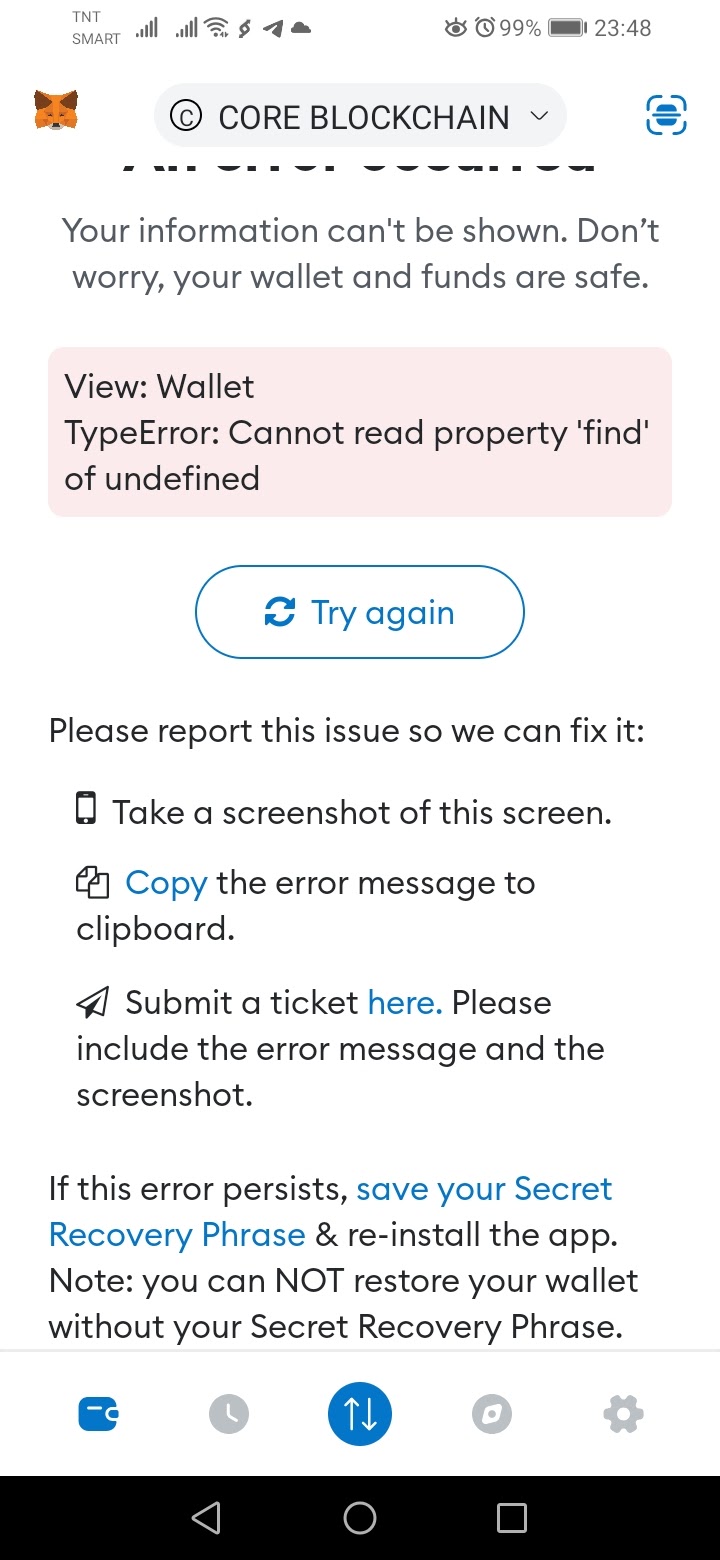 TNT
SMART
99%
23:48
CORE BLOCKCHAIN
An error occurred
Your information can't be shown. Don’t
worry, your wallet and funds are safe.
View: Wallet
TypeError: Cannot read property 'find'
of undefined
Try again
Please report this issue so we can fix it:
Take a screenshot of this screen.
Copy the error message to
clipboard.
Submit a ticket here. Please
include the error message and the
screenshot.
If this error persists, save your Secret
Recovery Phrase & re-install the app.
Note: you can NOT restore your wallet
without your Secret Recovery Phrase.